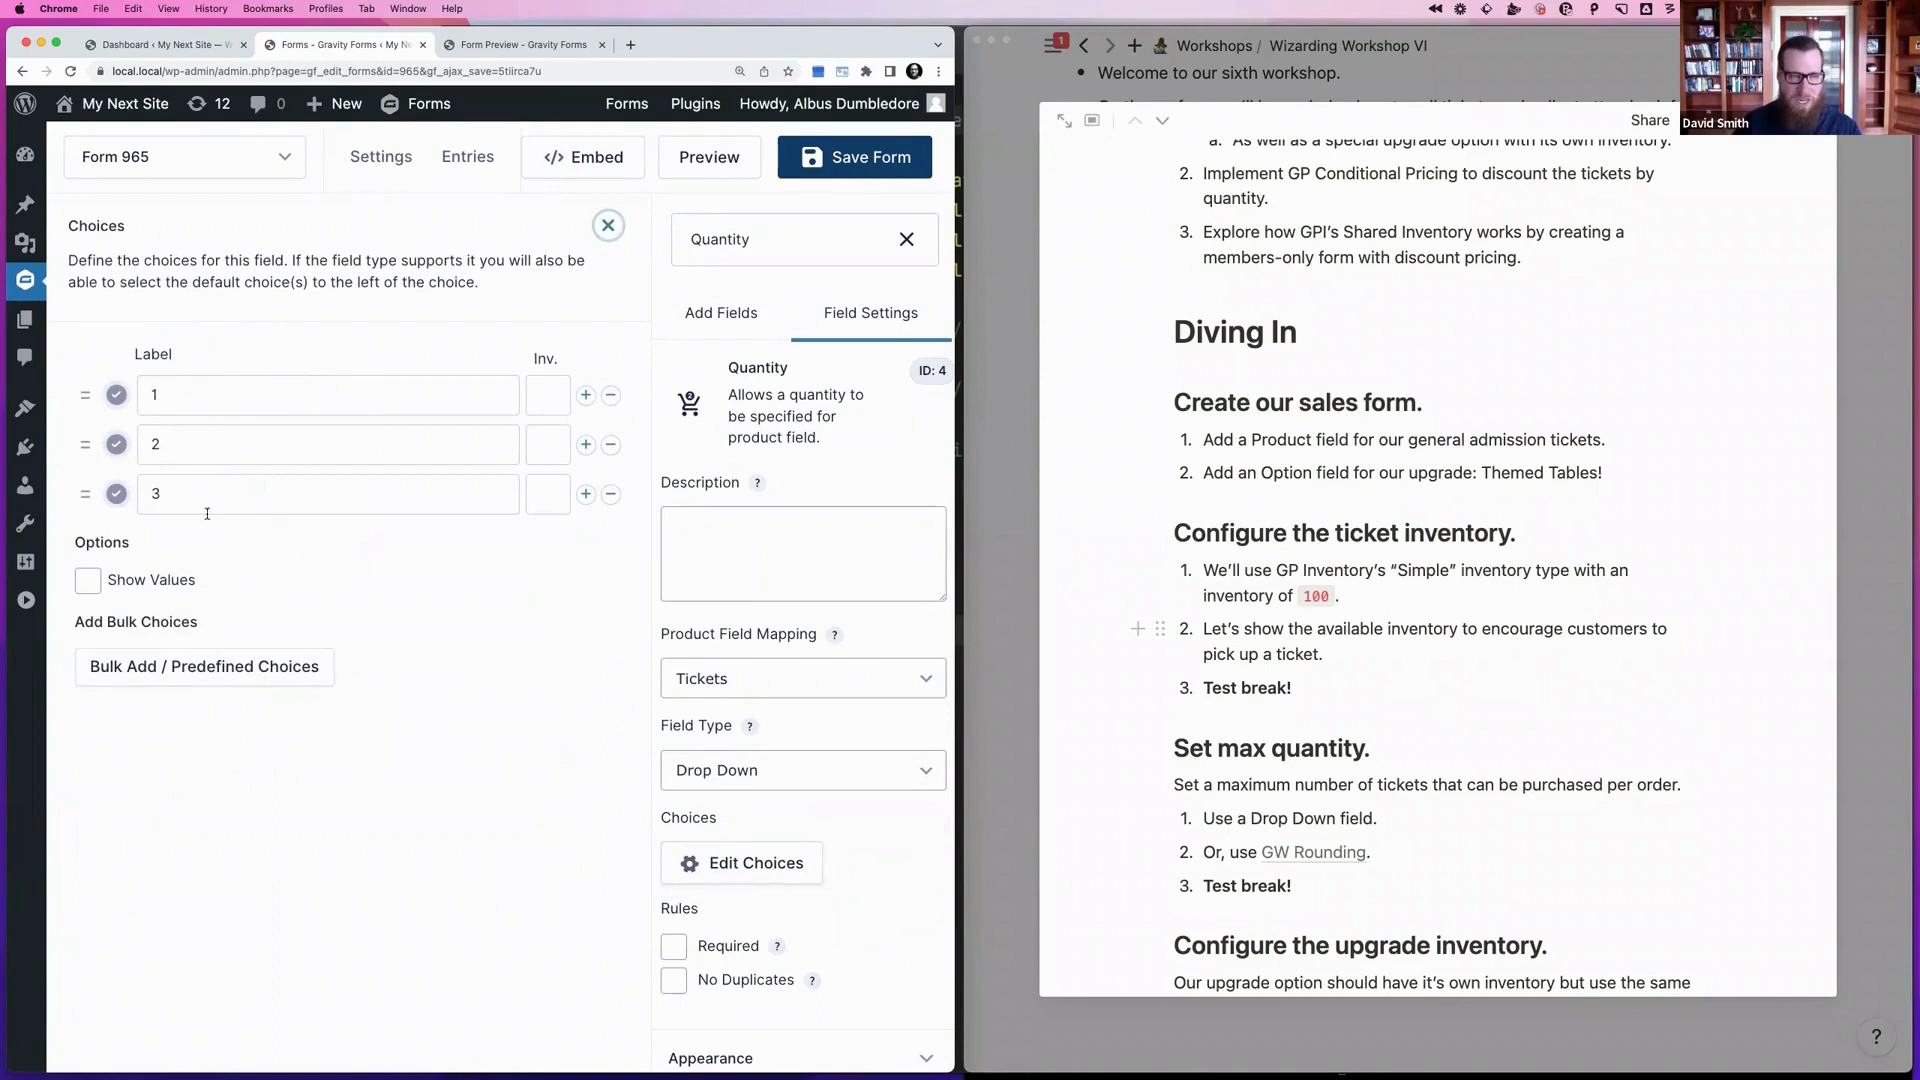 Chrome File Edit View History Bookmarks Profiles Tab Window Help
Dashboard ‹ My Next Site — W
Forms - Gravity Forms ‹ My Ne
Form Preview - Gravity Forms
local.local/wp-admin/admin.php?page=gf_edit_forms&id=965&gf_ajax_save=5tiirca7u
My Next Site 12 0 New Forms Forms Plugins Howdy, Albus Dumbledore
Form 965 Settings Entries </> Embed Preview Save Form
Choices
Define the choices for this field. If the field type supports it you will also be
able to select the default choice(s) to the left of the choice.
Label Inv.
1
2
3
Options
Show Values
Add Bulk Choices
Bulk Add / Predefined Choices
Quantity
Add Fields Field Settings
Quantity ID: 4
Allows a quantity to
be specified for
product field.
Description ?
Product Field Mapping ?
Tickets
Field Type ?
Drop Down
Choices
Edit Choices
Rules
Required ?
No Duplicates ?
Appearance
1
Workshops / Wizarding Workshop VI
• Welcome to our sixth workshop.
Share
David Smith
a. As well as a special upgrade option with its own inventory.
2. Implement GP Conditional Pricing to discount the tickets by
quantity.
3. Explore how GPI's Shared Inventory works by creating a
members-only form with discount pricing.
Diving In
Create our sales form.
1. Add a Product field for our general admission tickets.
2. Add an Option field for our upgrade: Themed Tables!
Configure the ticket inventory.
1. We'll use GP Inventory's “Simple” inventory type with an
inventory of 100.
2. Let's show the available inventory to encourage customers to
pick up a ticket.
3. Test break!
Set max quantity.
Set a maximum number of tickets that can be purchased per order.
1. Use a Drop Down field.
2. Or, use GW Rounding.
3. Test break!
Configure the upgrade inventory.
Our upgrade option should have it's own inventory but use the same
?